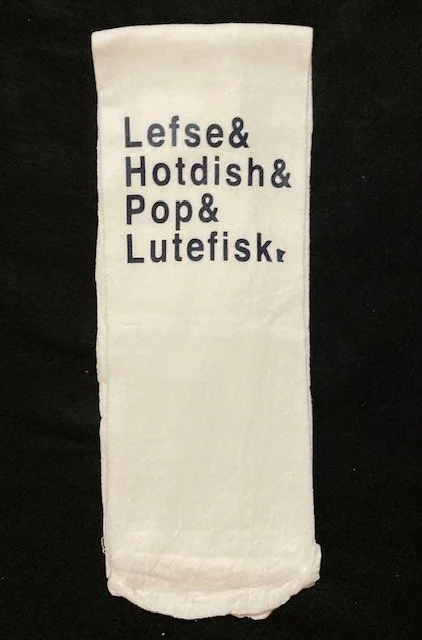 Lefse&
Hotdish&
Pop&
Lutefisk